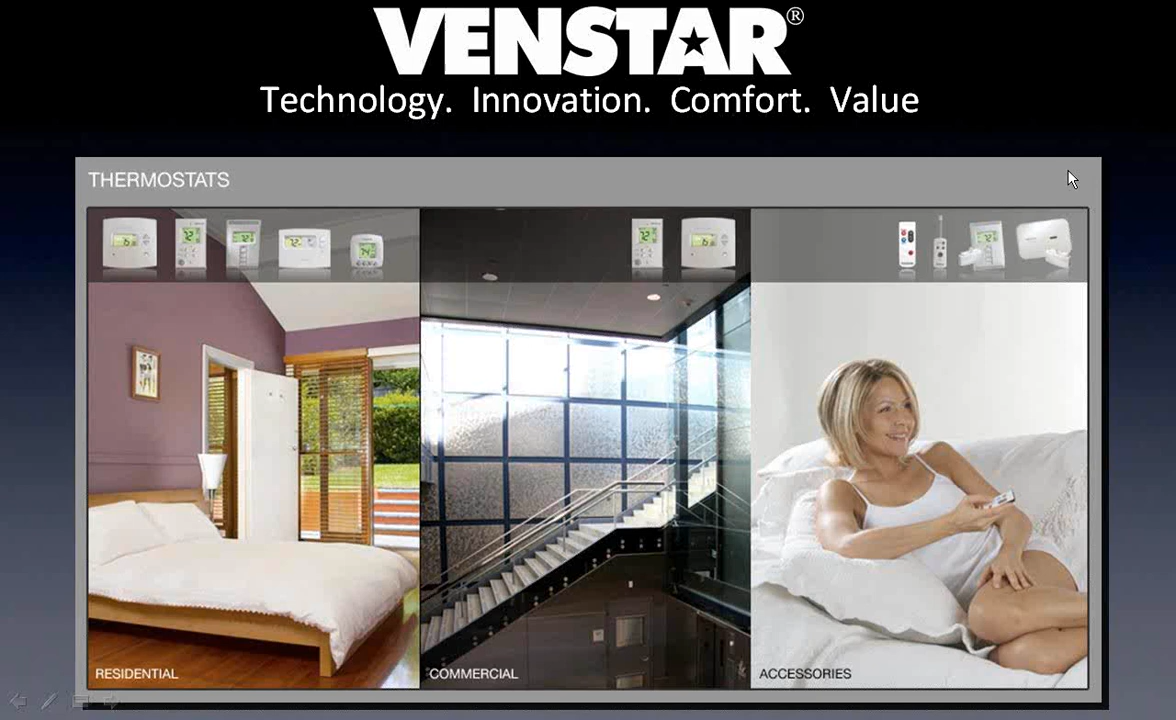 VENSTAR®
Technology. Innovation. Comfort. Value
THERMOSTATS
RESIDENTIAL
COMMERCIAL
ACCESSORIES